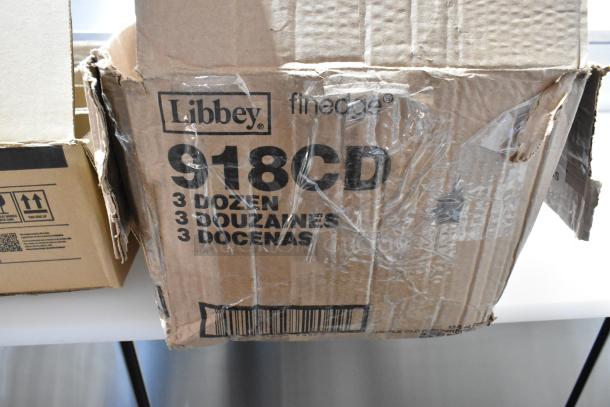 Libbey® finedge®
918CD
3 DOZEN
3 DOUZAINES
3 DOCENAS